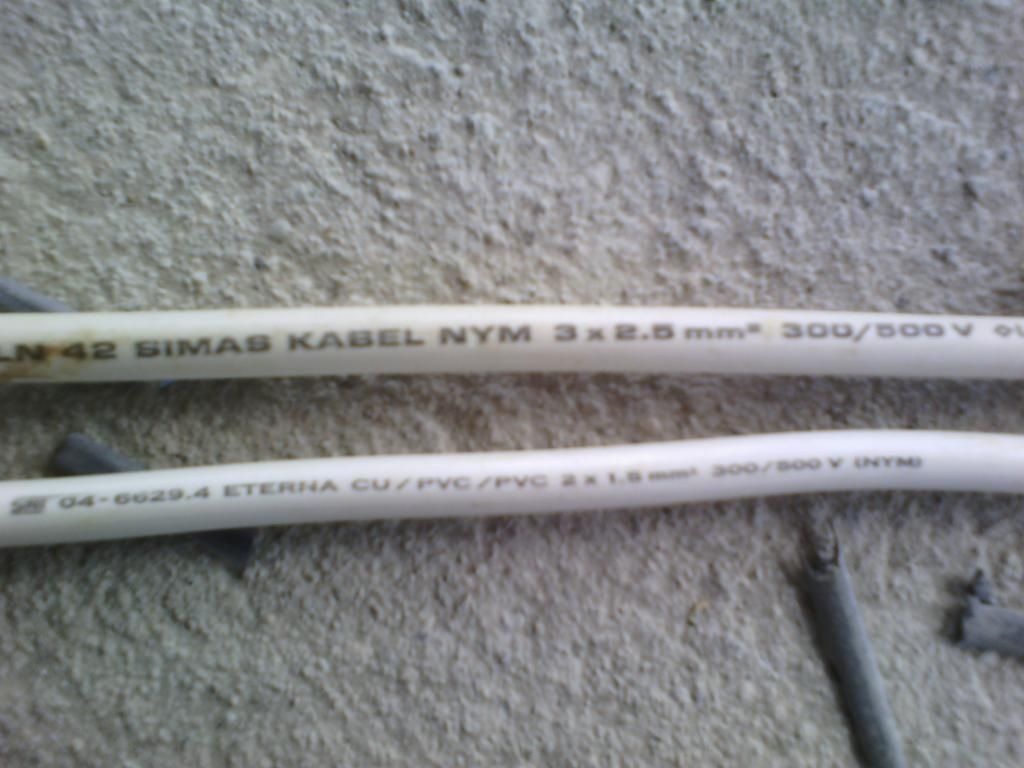 LN 42 SIMAS KABEL NYM 3 x 2.5 mm² 300/500 V
04-6629.4 ETERNA CU/PVC/PVC 2 x 1.5 mm² 300/500 V (NYM)